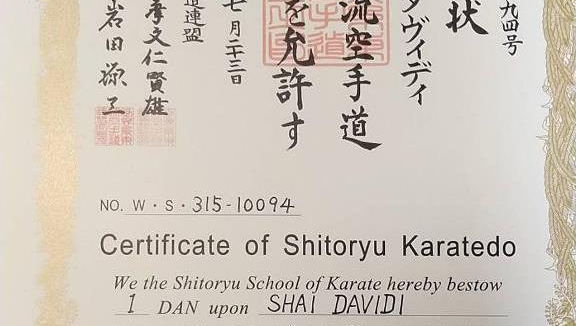 九四号
状
ダヴィディ
流空手道
を允許す
七月二十三日
道連盟
摩文仁賢雄
岩田源三
NO. W・S・315-10094
Certificate of Shitoryu Karatedo
We the Shitoryu School of Karate hereby bestow
1 DAN upon SHAI DAVIDI